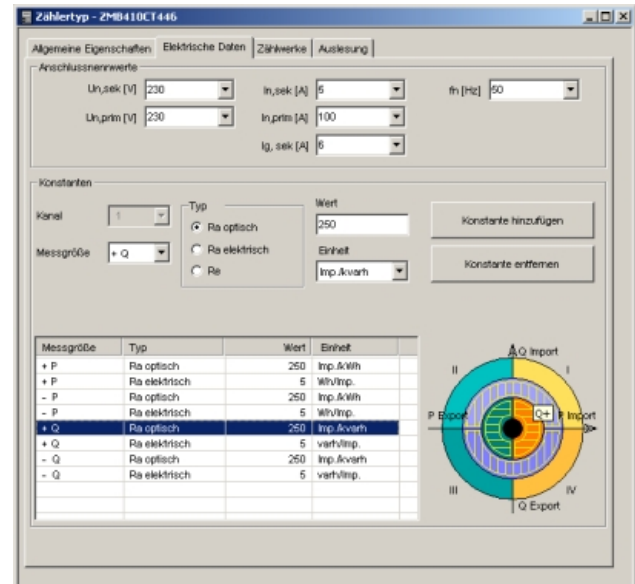 Zählertyp - ZMB410CT446
Allgemeine Eigenschaften Elektrische Daten Zählwerke Auslesung
Anschlussnennwerte
Un,sek [V] 230 In,sek [A] 5 fn [Hz] 50
Un,prim [V] 230 In,prim [A] 100
Ig, sek [A] 6
Konstanten
Kanal 1 Typ Wert
Ra optisch 250 Konstante hinzufügen
Messgröße + Q Ra elektrisch Einheit
Re Imp./kvarh Konstante entfernen
Messgröße Typ Wert Einheit
+ P Ra optisch 250 Imp./kWh
+ P Ra elektrisch 5 Wh/Imp.
- P Ra optisch 250 Imp./kWh
- P Ra elektrisch 5 Wh/Imp.
+ Q Ra optisch 250 Imp./kvarh
+ Q Ra elektrisch 5 varh/Imp.
- Q Ra optisch 250 Imp./kvarh
- Q Ra elektrisch 5 varh/Imp.
Q Import
II I
P Export Q+ P Import
III IV
Q Export